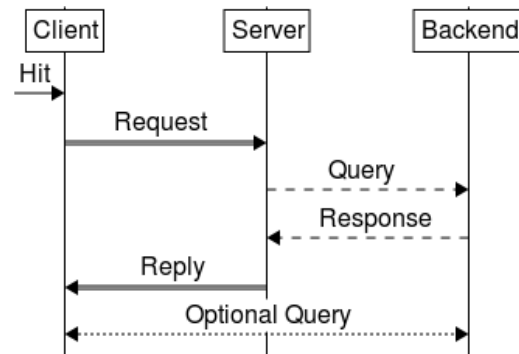 Client Server Backend
Hit
Request
Query
Response
Reply
Optional Query